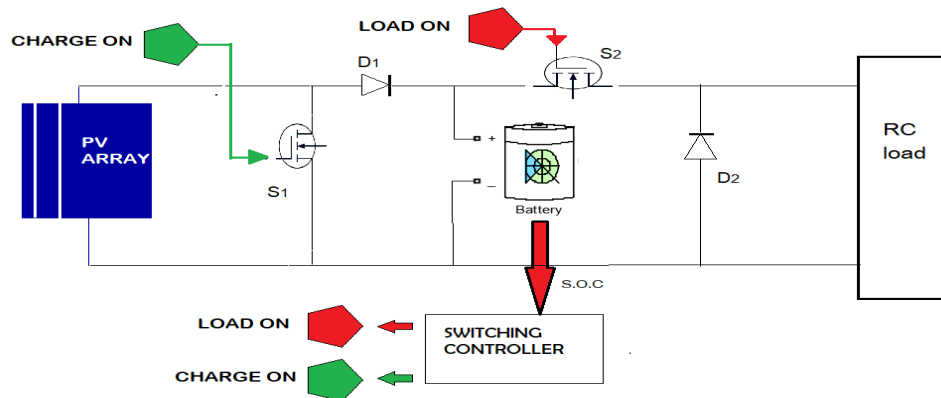 LOAD ON
CHARGE ON
D1
S2
PV
ARRAY
S1
+
–
Battery
D2
RC
load
S.O.C
LOAD ON
SWITCHING
CONTROLLER
CHARGE ON